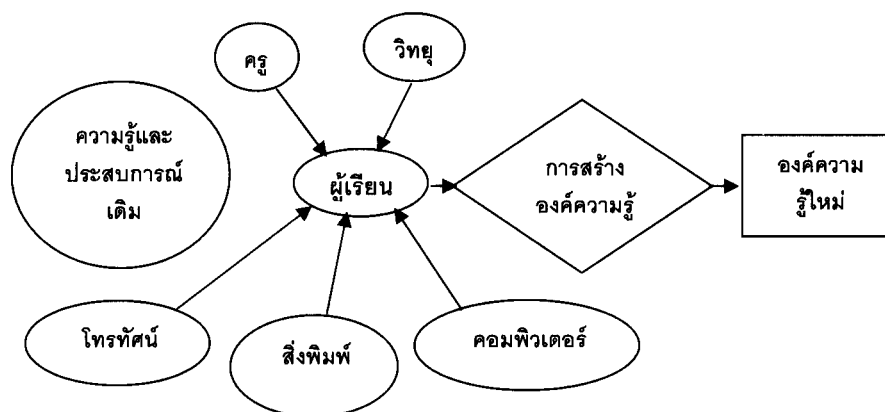 ครู
วิทยุ
ความรู้และ
ประสบการณ์
เดิม
ผู้เรียน
การสร้าง
องค์ความรู้
องค์ความ
รู้ใหม่
โทรทัศน์
สิ่งพิมพ์
คอมพิวเตอร์